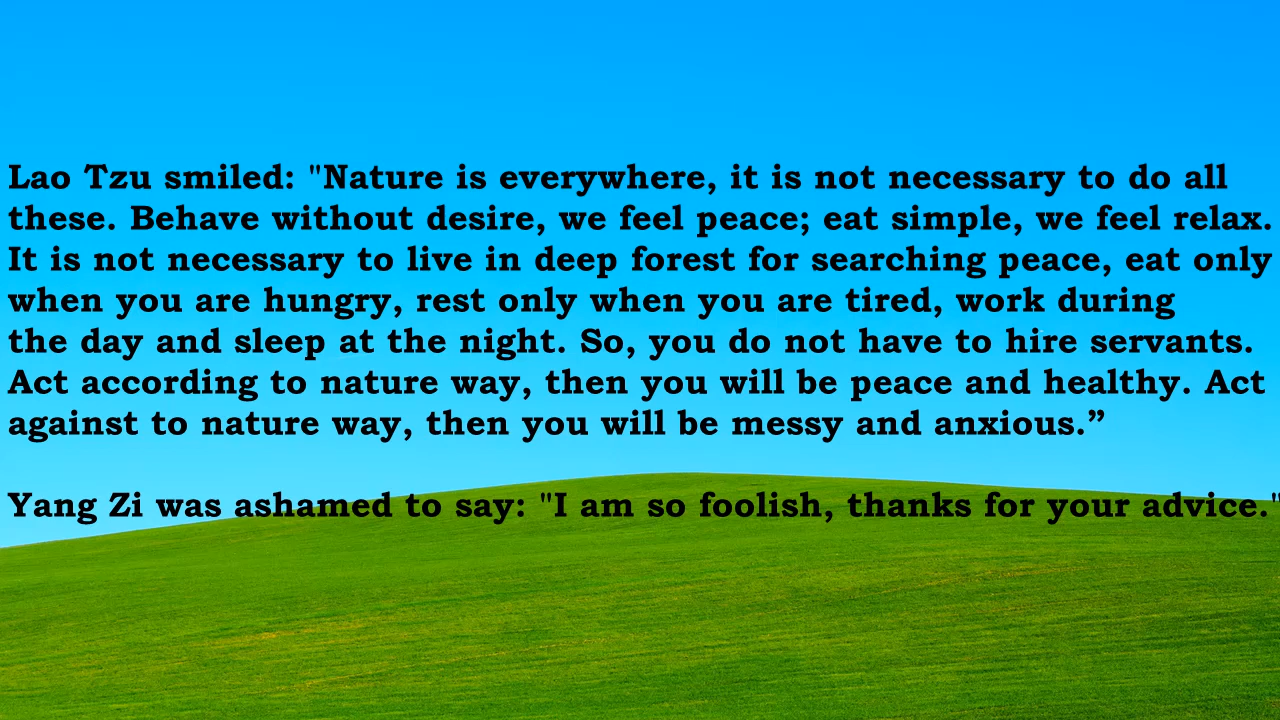 Lao Tzu smiled: "Nature is everywhere, it is not necessary to do all
these. Behave without desire, we feel peace; eat simple, we feel relax.
It is not necessary to live in deep forest for searching peace, eat only
when you are hungry, rest only when you are tired, work during
the day and sleep at the night. So, you do not have to hire servants.
Act according to nature way, then you will be peace and healthy. Act
against to nature way, then you will be messy and anxious.”
Yang Zi was ashamed to say: "I am so foolish, thanks for your advice."